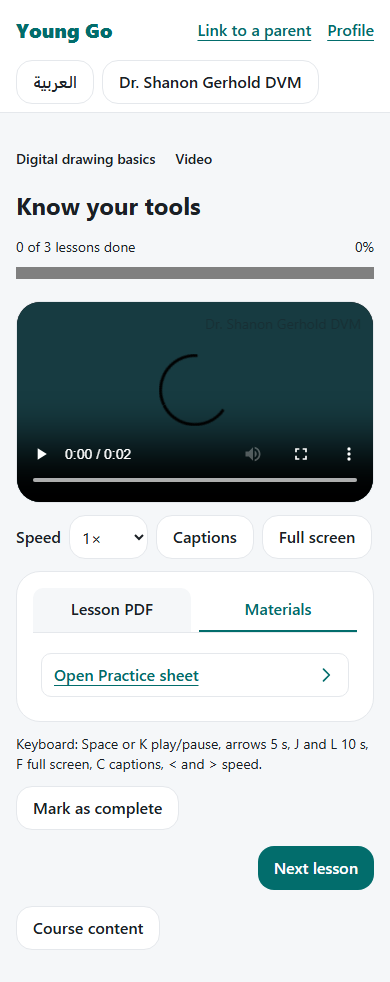 Young Go
Link to a parent
Profile
العربية
Dr. Shanon Gerhold DVM
Digital drawing basics
Video
Know your tools
0 of 3 lessons done
0%
Dr. Shanon Gerhold DVM
0:00 / 0:02
Speed
1×
Captions
Full screen
Lesson PDF
Materials
Open Practice sheet
Keyboard: Space or K play/pause, arrows 5 s, J and L 10 s,
F full screen, C captions, < and > speed.
Mark as complete
Next lesson
Course content